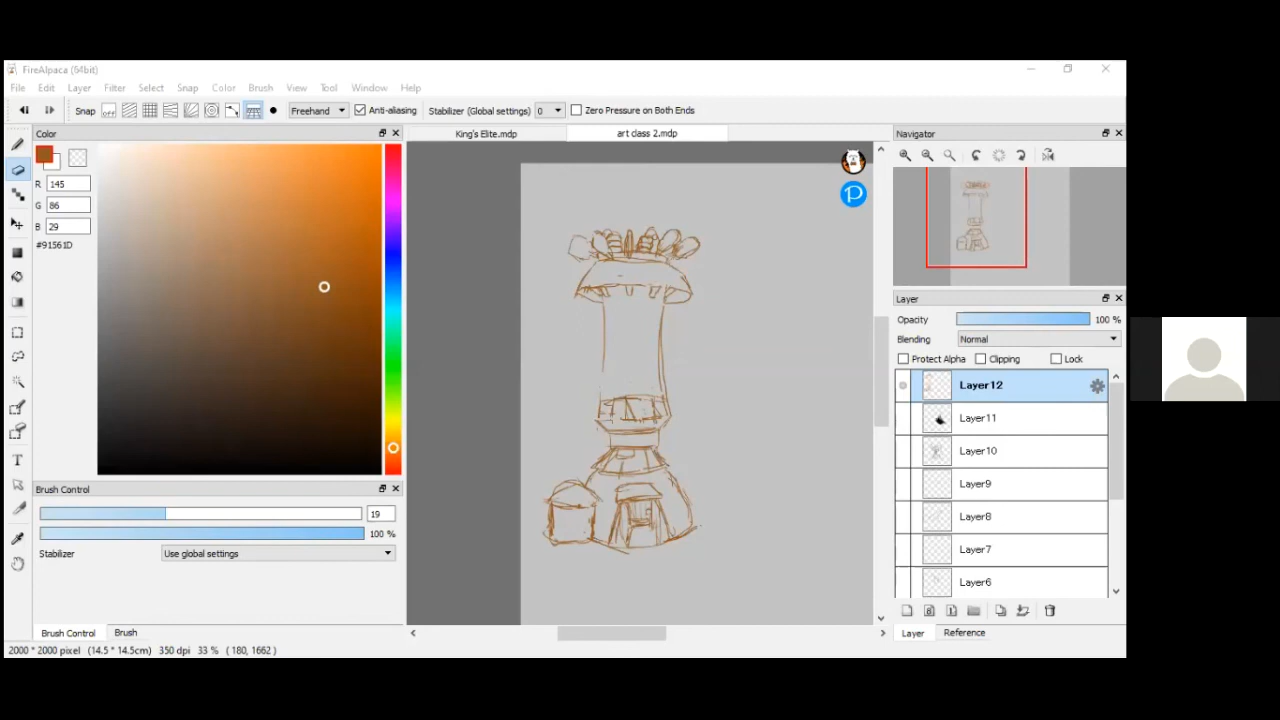 FireAlpaca (64bit)
File Edit Layer Filter Select Snap Color Brush View Tool Window Help
Snap off Freehand Anti-aliasing Stabilizer (Global settings) 0 Zero Pressure on Both Ends
Color
King's Elite.mdp
art class 2.mdp
Navigator
R 145
G 86
B 29
#91561D
P
Layer
Opacity 100 %
Blending Normal
Protect Alpha Clipping Lock
Layer12
Layer11
Layer10
Layer9
Layer8
Layer7
Layer6
T
Brush Control
19
100 %
Stabilizer Use global settings
8 1
Brush Control Brush
Layer Reference
2000 * 2000 pixel (14.5 * 14.5cm) 350 dpi 33 % ( 180, 1662 )